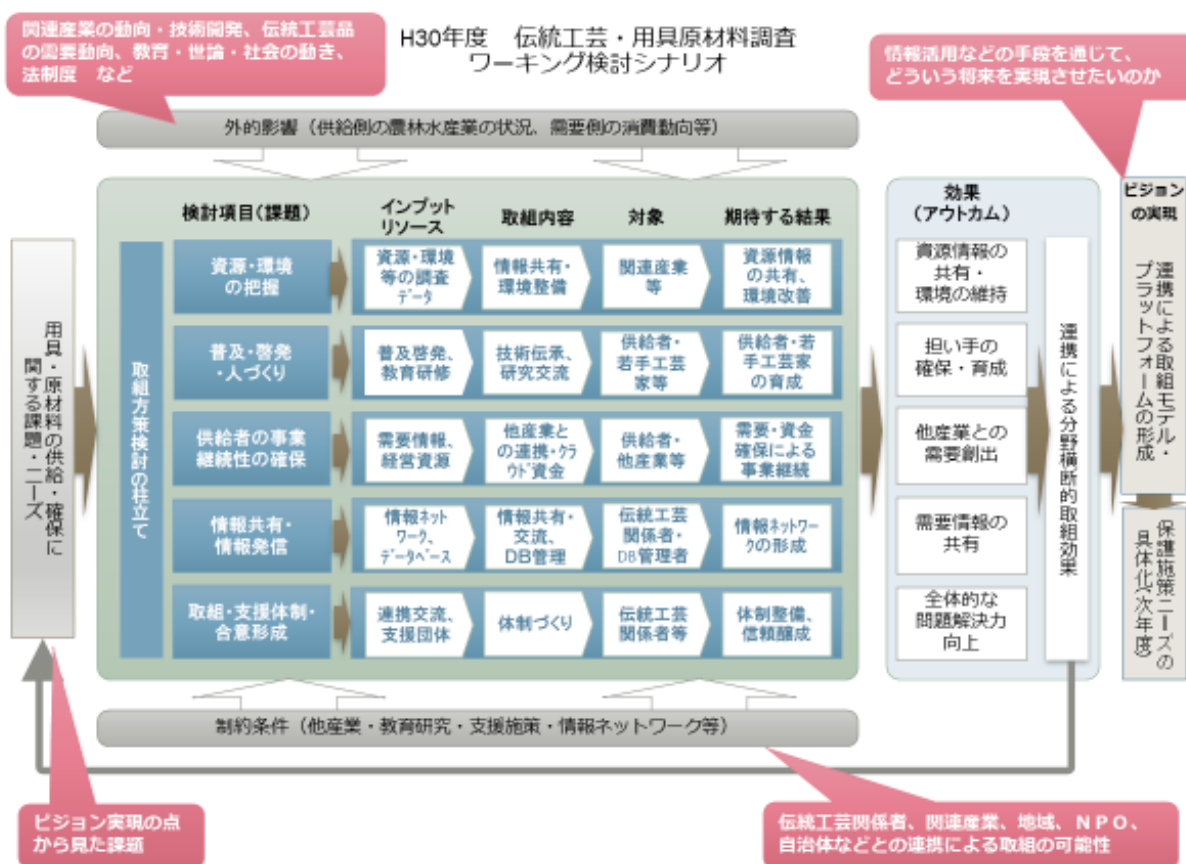 関連産業の動向・技術開発、伝統工芸品
の需要動向、教育・世論・社会の動き、
法制度　など
H30年度　伝統工芸・用具原材料調査
ワーキング検討シナリオ
情報活用などの手段を通じて、
どういう将来を実現させたいのか
外的影響（供給側の農林水産業の状況、需要側の消費動向等）
検討項目（課題）
インプット
リソース
取組内容
対象
期待する結果
効果
（アウトカム）
ビジョン
の実現
用具・原材料の供給・確保に
関する課題・ニーズ
取組方策検討の柱立て
資源・環境
の把握
資源・環境
等の調査
データ
情報共有・
環境整備
関連産業
等
資源情報
の共有、
環境改善
資源情報の
共有・
環境の維持
普及・啓発
・人づくり
普及啓発、
教育研修
技術伝承、
研究交流
供給者・
若手工芸
家等
供給者・若
手工芸家
の育成
担い手の
確保・育成
供給者の事業
継続性の確保
需要情報、
経営資源
他産業と
の連携・クラ
ウド資金
供給者・
他産業等
需要・資金
確保による
事業継続
他産業との
需要創出
情報共有・
情報発信
情報ネット
ワーク、
データベース
情報共有・
交流、
DB管理
伝統工芸
関係者・
DB管理者
情報ネットワー
クの形成
需要情報の
共有
取組・支援体制・
合意形成
連携交流、
支援団体
体制づくり
伝統工芸
関係者等
体制整備、
信頼醸成
全体的な
問題解決力
向上
連携による分野横断的取組効果
連携による取組モデル・
プラットフォームの形成
保護施策ニーズの
具体化（次年度）
制約条件（他産業・教育研究・支援施策・情報ネットワーク等）
ビジョン実現の点
から見た課題
伝統工芸関係者、関連産業、地域、ＮＰＯ、
自治体などとの連携による取組の可能性